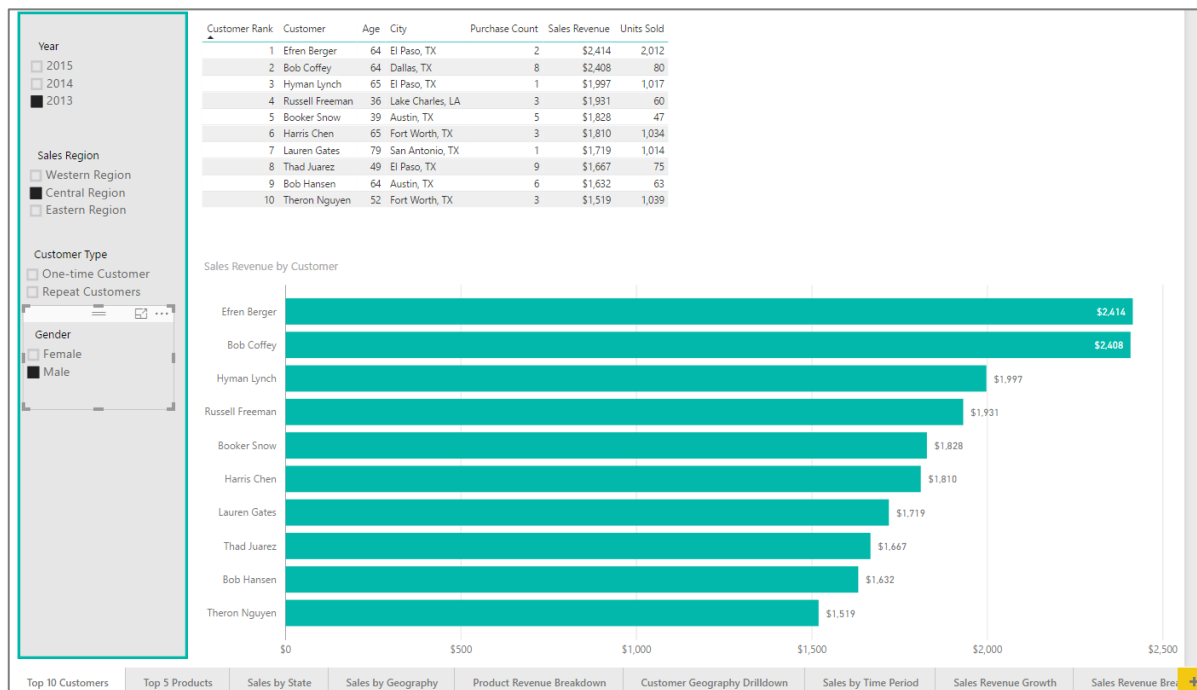 Year
2015
2014
2013
Sales Region
Western Region
Central Region
Eastern Region
Customer Type
One-time Customer
Repeat Customers
Gender
Female
Male
Customer Rank Customer Age City Purchase Count Sales Revenue Units Sold
1 Efren Berger 64 El Paso, TX 2 $2,414 2,012
2 Bob Coffey 64 Dallas, TX 8 $2,408 80
3 Hyman Lynch 65 El Paso, TX 1 $1,997 1,017
4 Russell Freeman 36 Lake Charles, LA 3 $1,931 60
5 Booker Snow 39 Austin, TX 5 $1,828 47
6 Harris Chen 65 Fort Worth, TX 3 $1,810 1,034
7 Lauren Gates 79 San Antonio, TX 1 $1,719 1,014
8 Thad Juarez 49 El Paso, TX 9 $1,667 75
9 Bob Hansen 64 Austin, TX 6 $1,632 63
10 Theron Nguyen 52 Fort Worth, TX 3 $1,519 1,039
Sales Revenue by Customer
Efren Berger $2,414
Bob Coffey $2,408
Hyman Lynch $1,997
Russell Freeman $1,931
Booker Snow $1,828
Harris Chen $1,810
Lauren Gates $1,719
Thad Juarez $1,667
Bob Hansen $1,632
Theron Nguyen $1,519
$0 $500 $1,000 $1,500 $2,000 $2,500
Top 10 Customers Top 5 Products Sales by State Sales by Geography Product Revenue Breakdown Customer Geography Drilldown Sales by Time Period Sales Revenue Growth Sales Revenue Brea